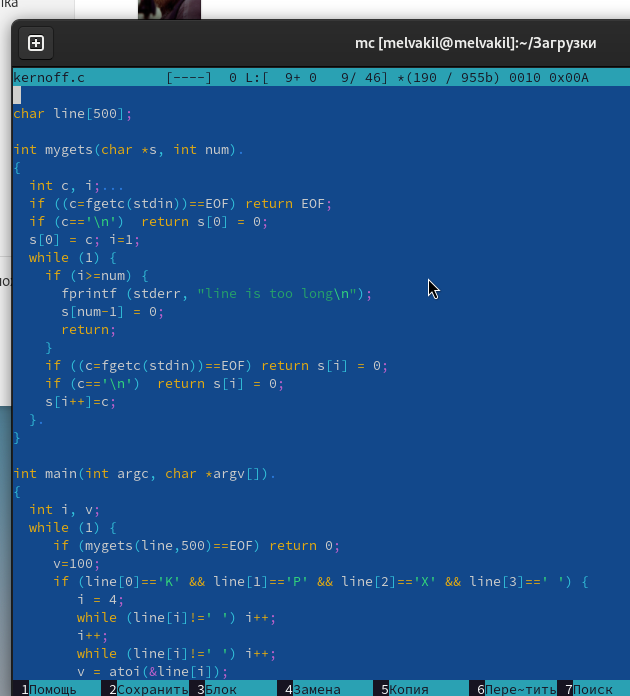 лка
mc [melvakil@melvakil]:~/Загрузки
kernoff.c          [----]  0 L:[  9+ 0   9/ 46] *(190 / 955b) 0010 0x00A
char line[500];
int mygets(char *s, int num).
{
  int c, i;...
  if ((c=fgetc(stdin))==EOF) return EOF;
  if (c=='\n')  return s[0] = 0;
  s[0] = c; i=1;
  while (1) {
    if (i>=num) {
      fprintf (stderr, "line is too long\n");
      s[num-1] = 0;
      return;
    }
    if ((c=fgetc(stdin))==EOF) return s[i] = 0;
    if (c=='\n')  return s[i] = 0;
    s[i++]=c;
  }.
}
int main(int argc, char *argv[]).
{
  int i, v;
  while (1) {
     if (mygets(line,500)==EOF) return 0;
     v=100;
     if (line[0]=='K' && line[1]=='P' && line[2]=='X' && line[3]==' ') {
        i = 4;
        while (line[i]!=' ') i++;
        i++;
        while (line[i]!=' ') i++;
        v = atoi(&line[i]);
1Помощь 2Сохранить 3Блок 4Замена 5Копия 6Пере~тить 7Поиск